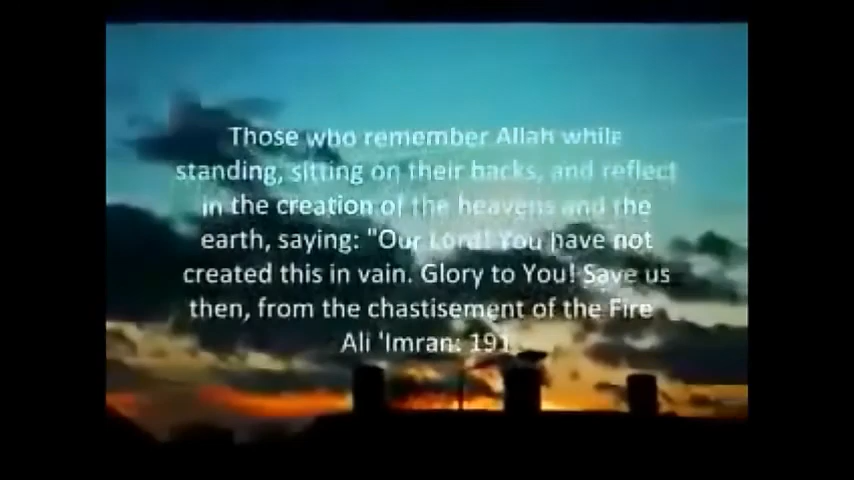 Those who remember Allah while
standing, sitting on their backs, and reflect
in the creation of the heavens and the
earth, saying: "Our Lord! You have not
created this in vain. Glory to You! Save us
then, from the chastisement of the Fire
Ali 'Imran: 191